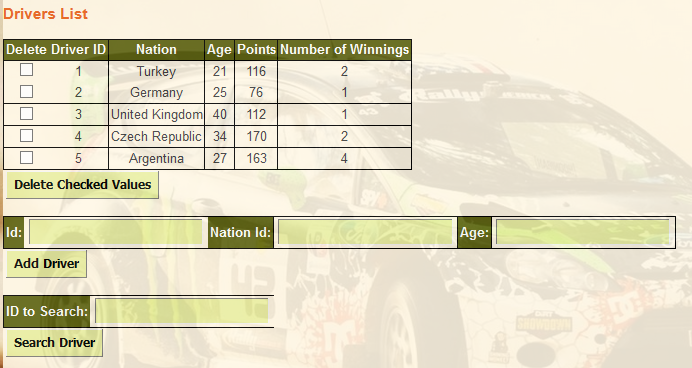 Drivers List
Delete Driver ID Nation Age Points Number of Winnings
1 Turkey 21 116 2
2 Germany 25 76 1
3 United Kingdom 40 112 1
4 Czech Republic 34 170 2
5 Argentina 27 163 4
Delete Checked Values
Id: Nation Id: Age:
Add Driver
ID to Search:
Search Driver
SHOWDOWN